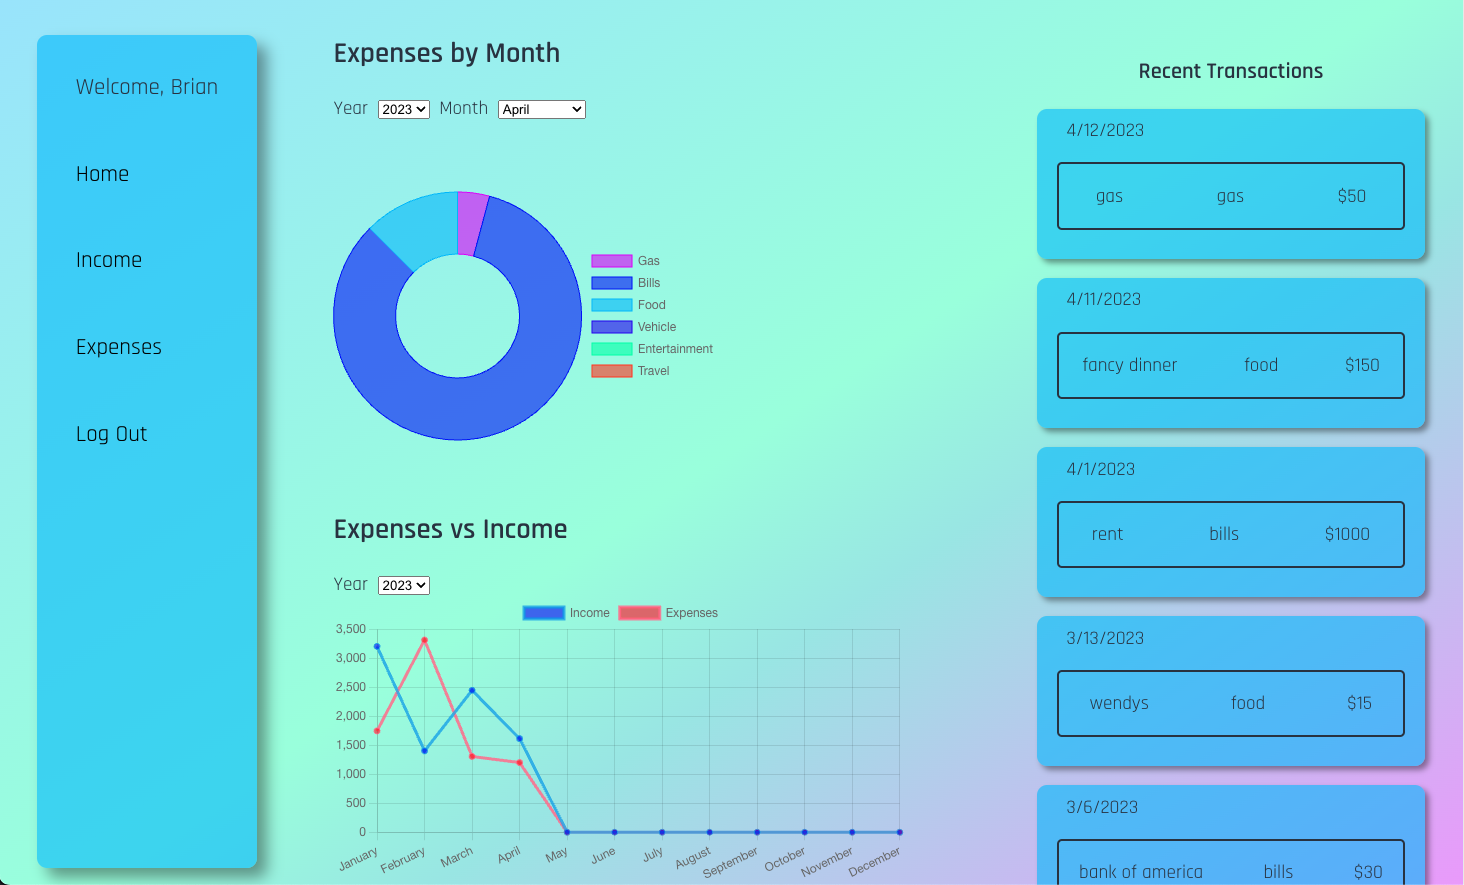 Welcome, Brian
Home
Income
Expenses
Log Out
Expenses by Month
Year 2023 Month April
Gas
Bills
Food
Vehicle
Entertainment
Travel
Expenses vs Income
Year 2023
Income Expenses
3,500
3,000
2,500
2,000
1,500
1,000
500
0
January February March April May June July August September October November December
Recent Transactions
4/12/2023
gas gas $50
4/11/2023
fancy dinner food $150
4/1/2023
rent bills $1000
3/13/2023
wendys food $15
3/6/2023
bank of america bills $30